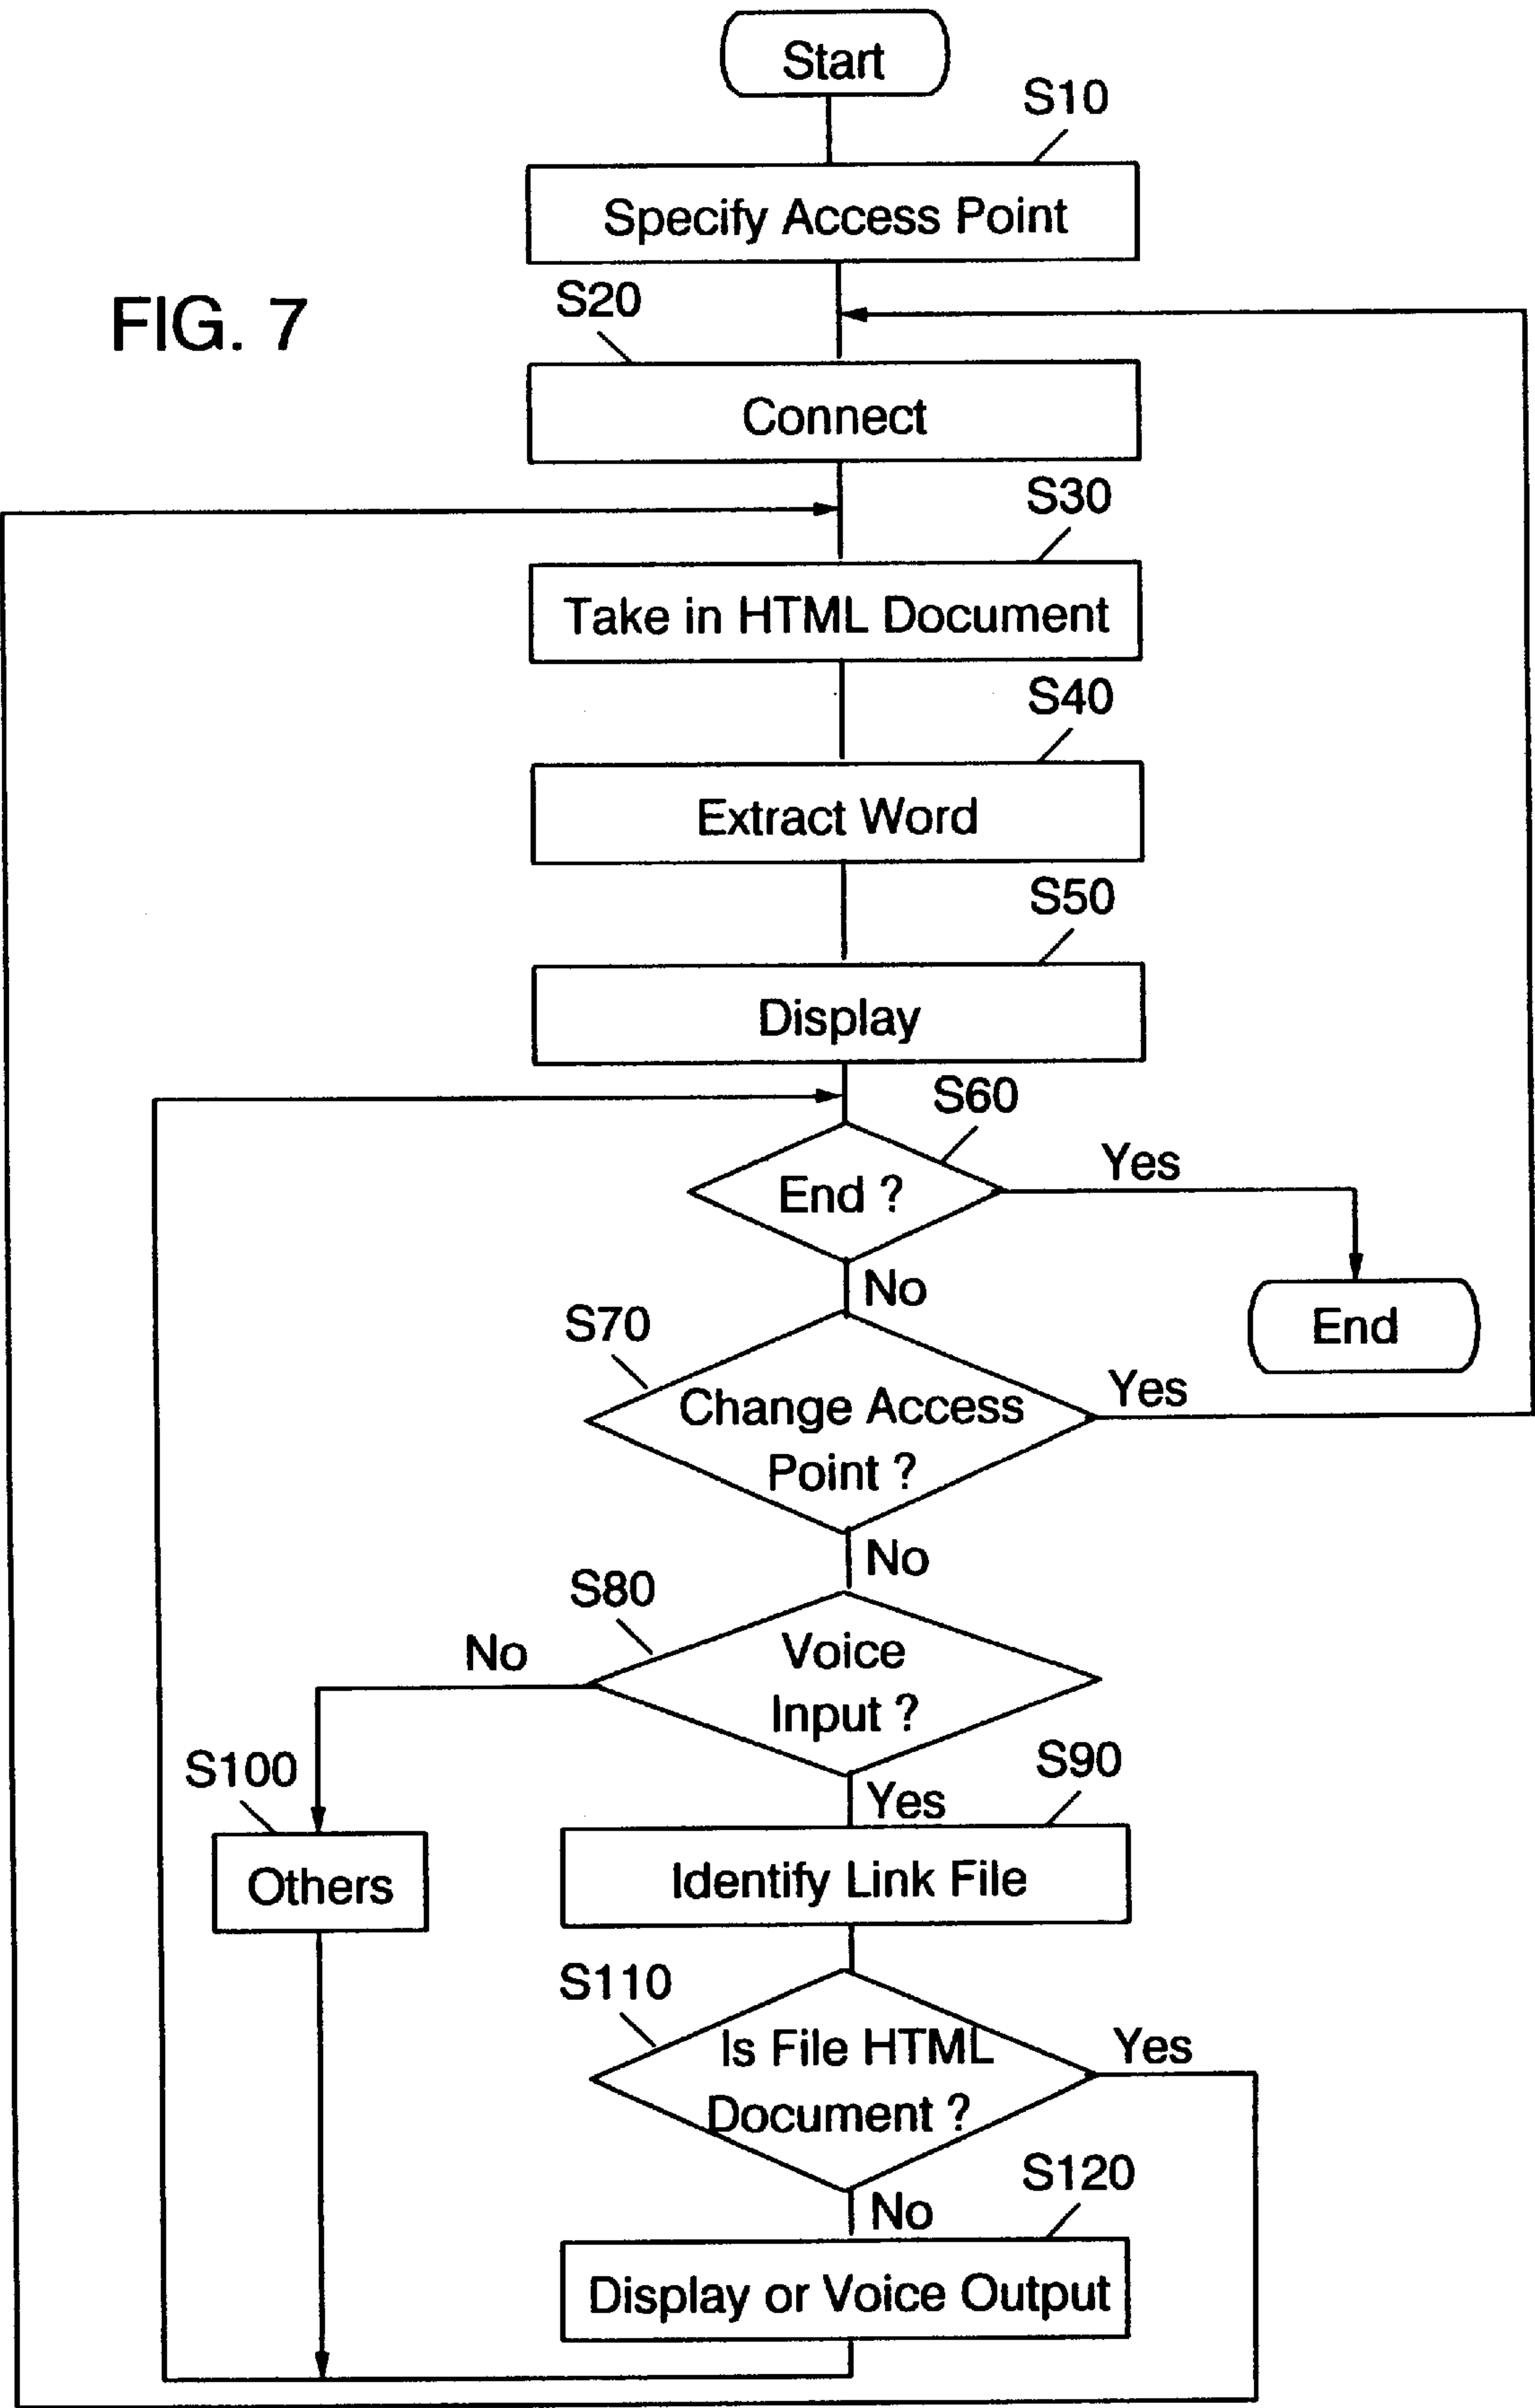 Start
S10
Specify Access Point
FIG. 7
S20
Connect
S30
Take in HTML Document
S40
Extract Word
S50
Display
S60
End ?
Yes
No
End
S70
Change Access
Point ?
Yes
No
S80
Voice
Input ?
No
Yes
S100
Others
S90
Identify Link File
S110
Is File HTML
Document ?
Yes
No
S120
Display or Voice Output